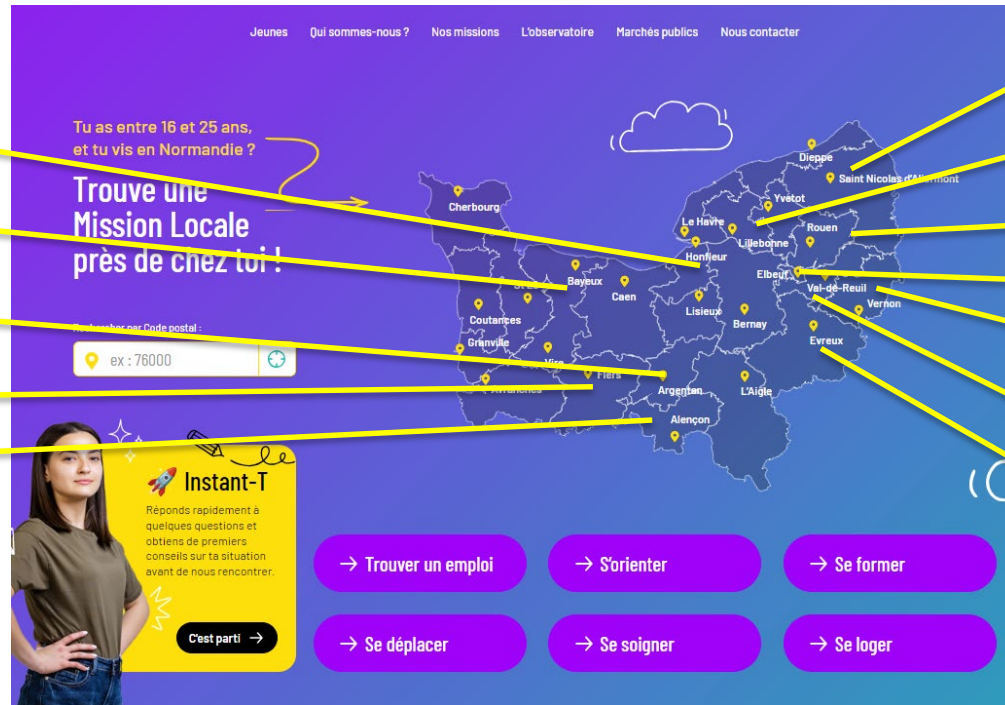 Jeunes
Qui sommes-nous ?
Nos missions
L'observatoire
Marchés publics
Nous contacter
Tu as entre 16 et 25 ans,
et tu vis en Normandie ?
Trouve une
Mission Locale
près de chez toi !
Rechercher par Code postal :
ex : 76000
Dieppe
Saint Nicolas d'Aliermont
Cherbourg
Yvetot
Le Havre
Rouen
Lillebonne
Honfleur
Elbeuf
Bayeux
Val-de-Reuil
Caen
Vernon
Coutances
Lisieux
Bernay
Evreux
Granville
Vire
Flers
Avranches
Argentan
L'Aigle
Alençon
Instant-T
Réponds rapidement à
quelques questions et
obtiens de premiers
conseils sur ta situation
avant de nous rencontrer.
C'est parti →
→ Trouver un emploi
→ S'orienter
→ Se former
→ Se déplacer
→ Se soigner
→ Se loger